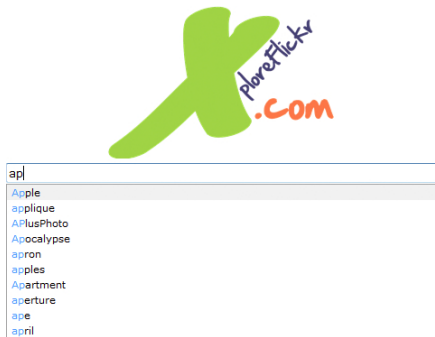 XploreFlickr
.com
ap
Apple
applique
APlusPhoto
Apocalypse
apron
apples
Apartment
aperture
ape
april